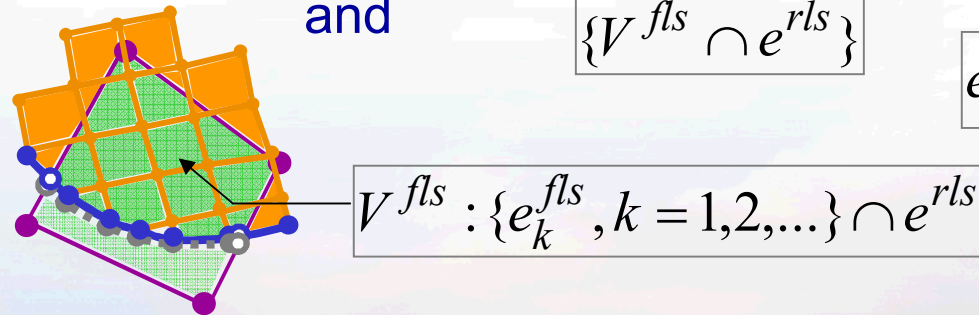 and
{V^{fls} ∩ e^{rls}}
e
V^{fls} : {e_k^{fls}, k = 1,2,...} ∩ e^{rls}